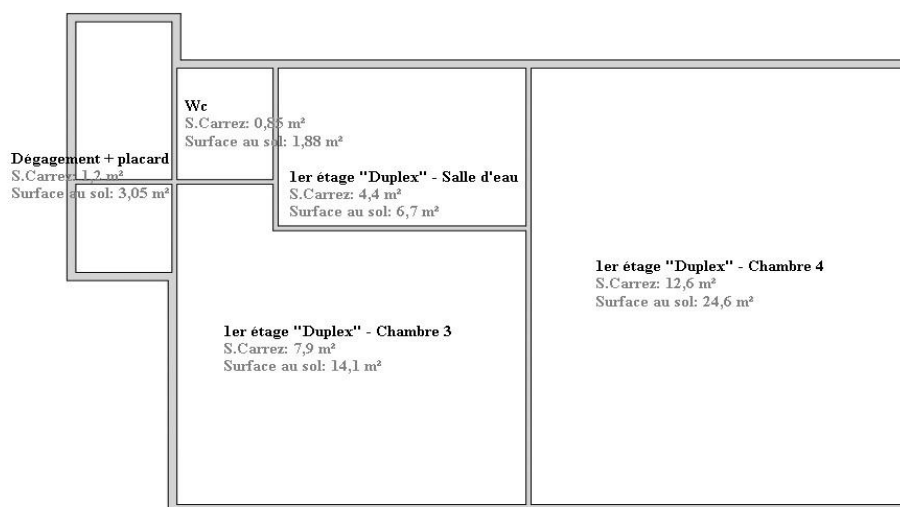 Wc
S.Carrez: 0,85 m²
Surface au sol: 1,88 m²
Dégagement + placard
S.Carrez: 1,2 m²
Surface au sol: 3,05 m²
1er étage "Duplex" - Salle d'eau
S.Carrez: 4,4 m²
Surface au sol: 6,7 m²
1er étage "Duplex" - Chambre 4
S.Carrez: 12,6 m²
Surface au sol: 24,6 m²
1er étage "Duplex" - Chambre 3
S.Carrez: 7,9 m²
Surface au sol: 14,1 m²